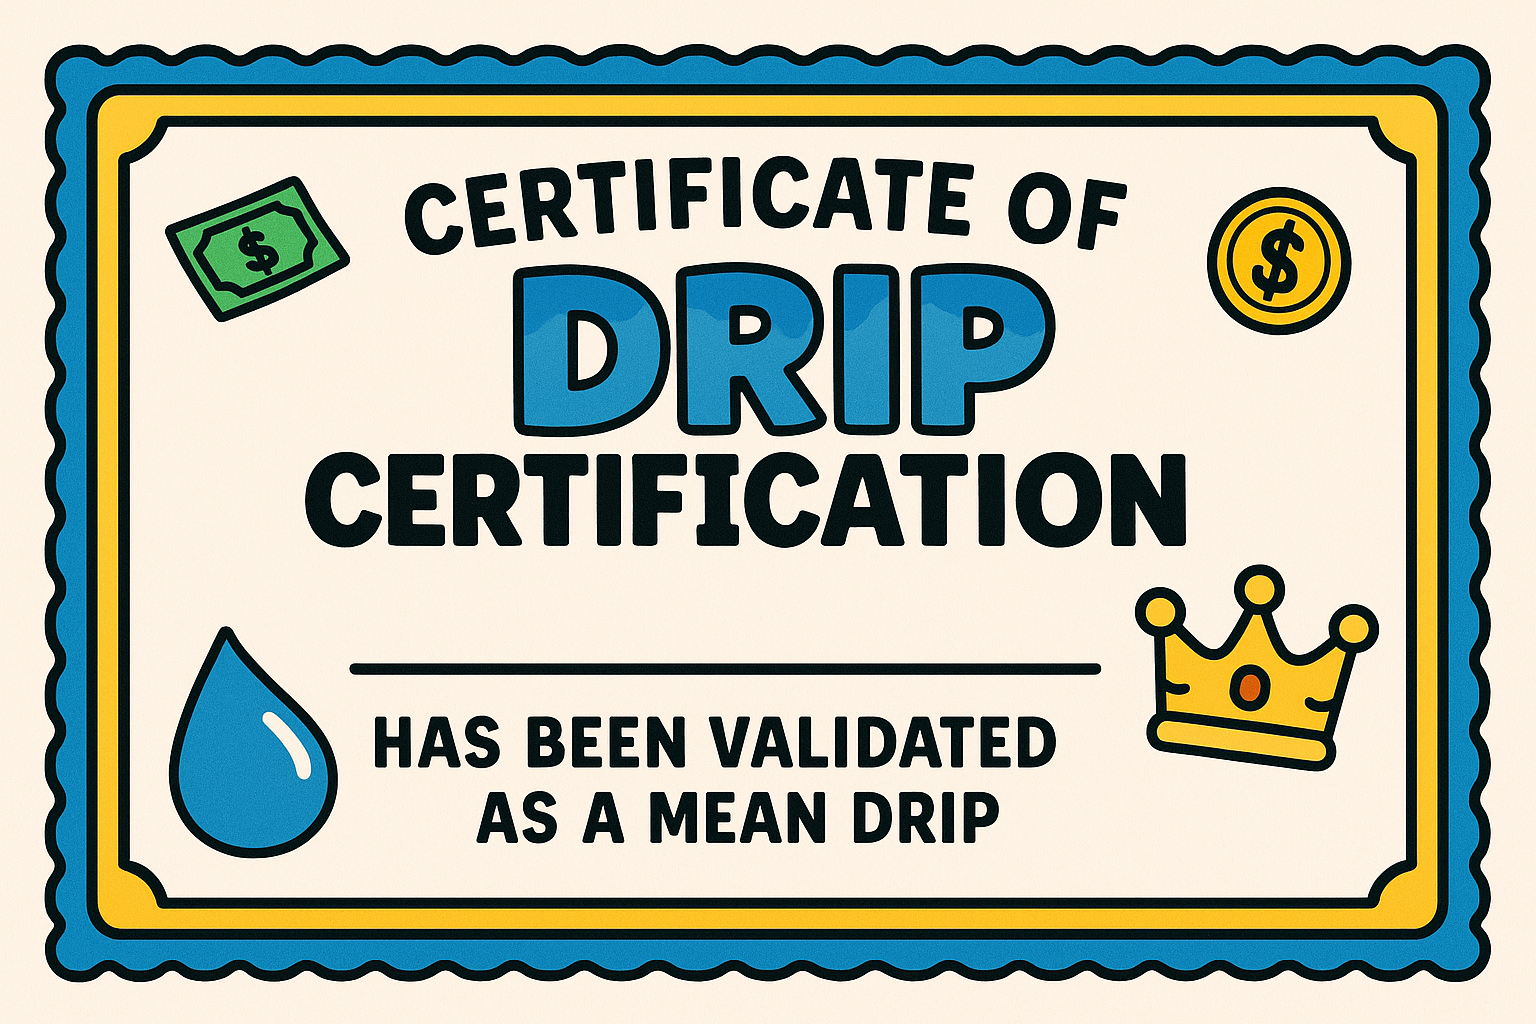 CERTIFICATE OF
DRIP
CERTIFICATION
$
$
HAS BEEN VALIDATED
AS A MEAN DRIP